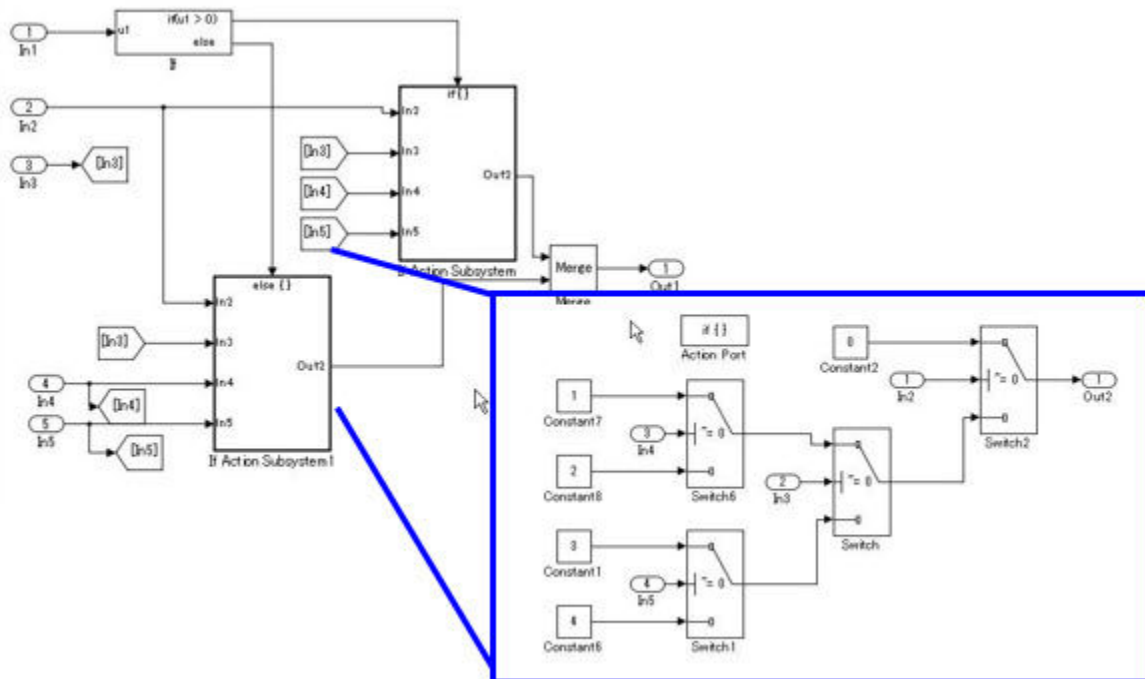 1
In1
u1
if(u1 > 0)
else
If
2
In2
3
In3
[In3]
if { }
In2
[In3]
In3
[In4]
In4
[In5]
In5
Out2
If Action Subsystem
Merge
Merge
1
Out1
else { }
In2
[In3]
In3
4
In4
In4
[In4]
5
In5
In5
[In5]
Out2
If Action Subsystem1
if { }
Action Port
0
Constant2
1
In2
~= 0
Switch2
1
Out2
1
Constant7
3
In4
~= 0
2
Constant8
Switch6
2
In3
~= 0
Switch
3
Constant1
4
In5
~= 0
4
Constant6
Switch1